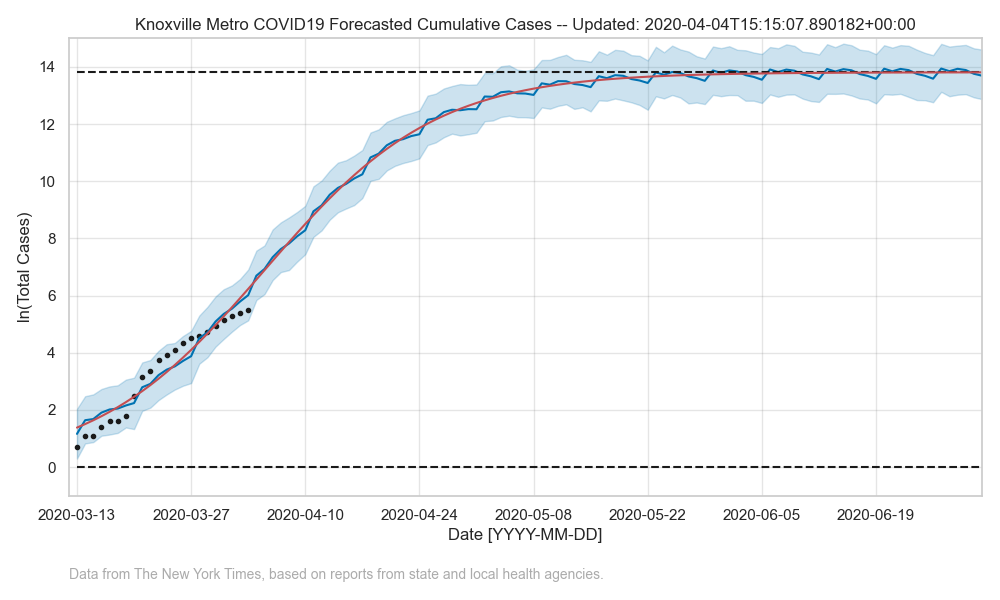 Knoxville Metro COVID19 Forecasted Cumulative Cases -- Updated: 2020-04-04T15:15:07.890182+00:00
ln(Total Cases)
14
12
10
8
6
4
2
0
2020-03-13 2020-03-27 2020-04-10 2020-04-24 2020-05-08 2020-05-22 2020-06-05 2020-06-19
Date [YYYY-MM-DD]
Data from The New York Times, based on reports from state and local health agencies.